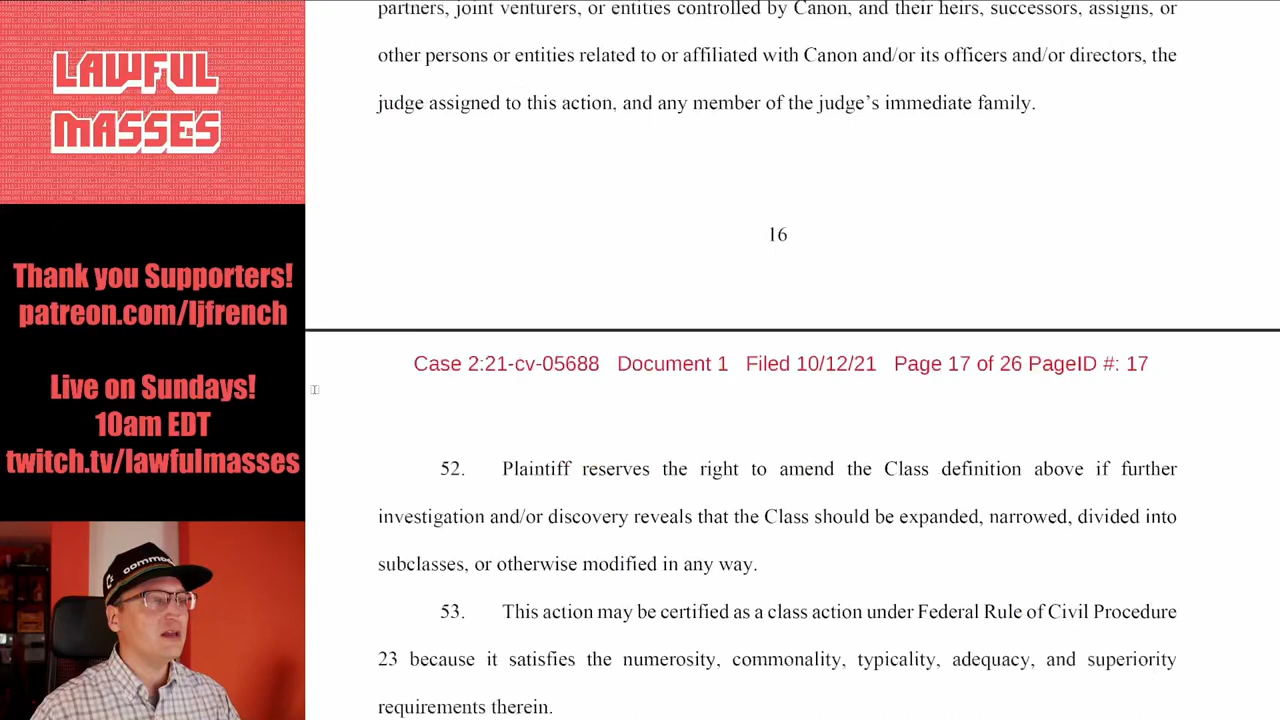 LAWFUL
MASSES
Thank you Supporters!
patreon.com/ljfrench
Live on Sundays!
10am EDT
twitch.tv/lawfulmasses
partners, joint venturers, or entities controlled by Canon, and their heirs, successors, assigns, or
other persons or entities related to or affiliated with Canon and/or its officers and/or directors, the
judge assigned to this action, and any member of the judge's immediate family.
16
Case 2:21-cv-05688 Document 1 Filed 10/12/21 Page 17 of 26 PageID #: 17
52. Plaintiff reserves the right to amend the Class definition above if further
investigation and/or discovery reveals that the Class should be expanded, narrowed, divided into
subclasses, or otherwise modified in any way.
53. This action may be certified as a class action under Federal Rule of Civil Procedure
23 because it satisfies the numerosity, commonality, typicality, adequacy, and superiority
requirements therein.